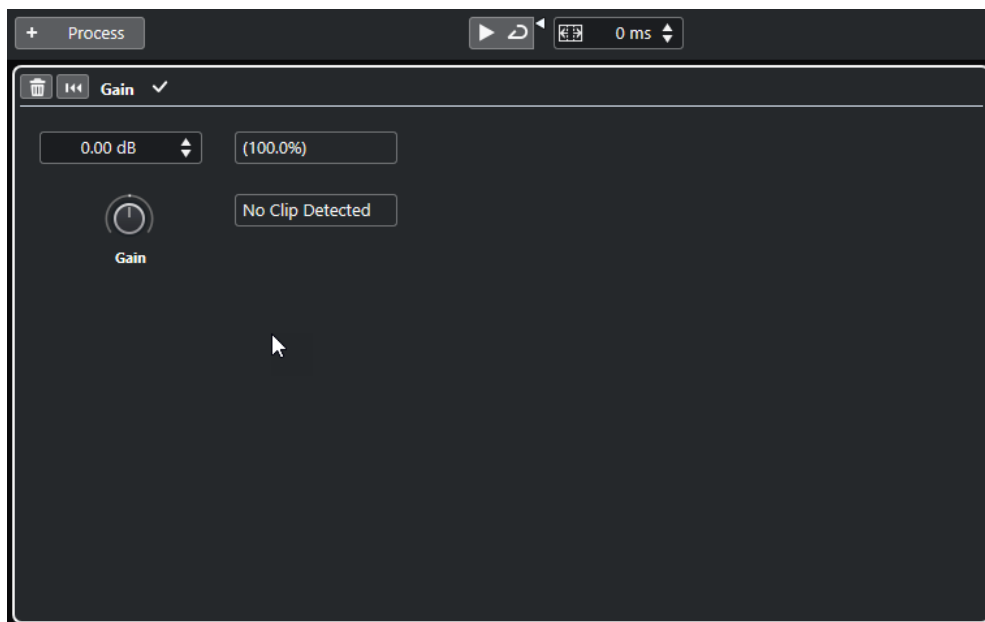 + Process
0 ms
Gain
0.00 dB
(100.0%)
No Clip Detected
Gain